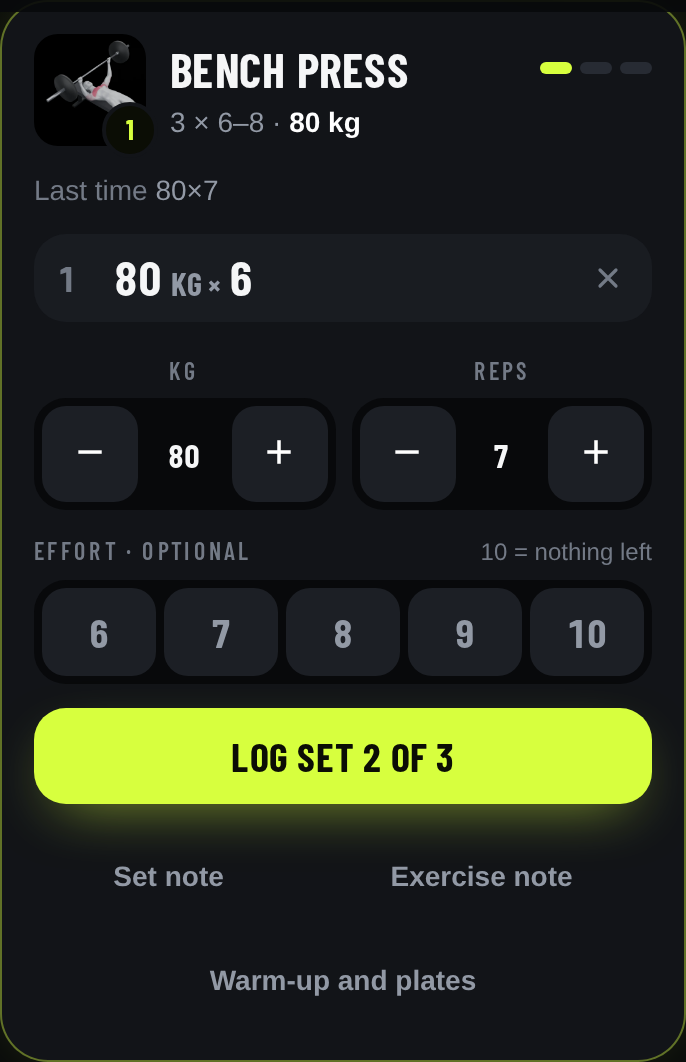 BENCH PRESS
3 × 6–8 · 80 kg
1
Last time 80×7
1 80 KG × 6 ×
KG REPS
− 80 + − 7 +
EFFORT · OPTIONAL 10 = nothing left
6 7 8 9 10
LOG SET 2 OF 3
Set note Exercise note
Warm-up and plates